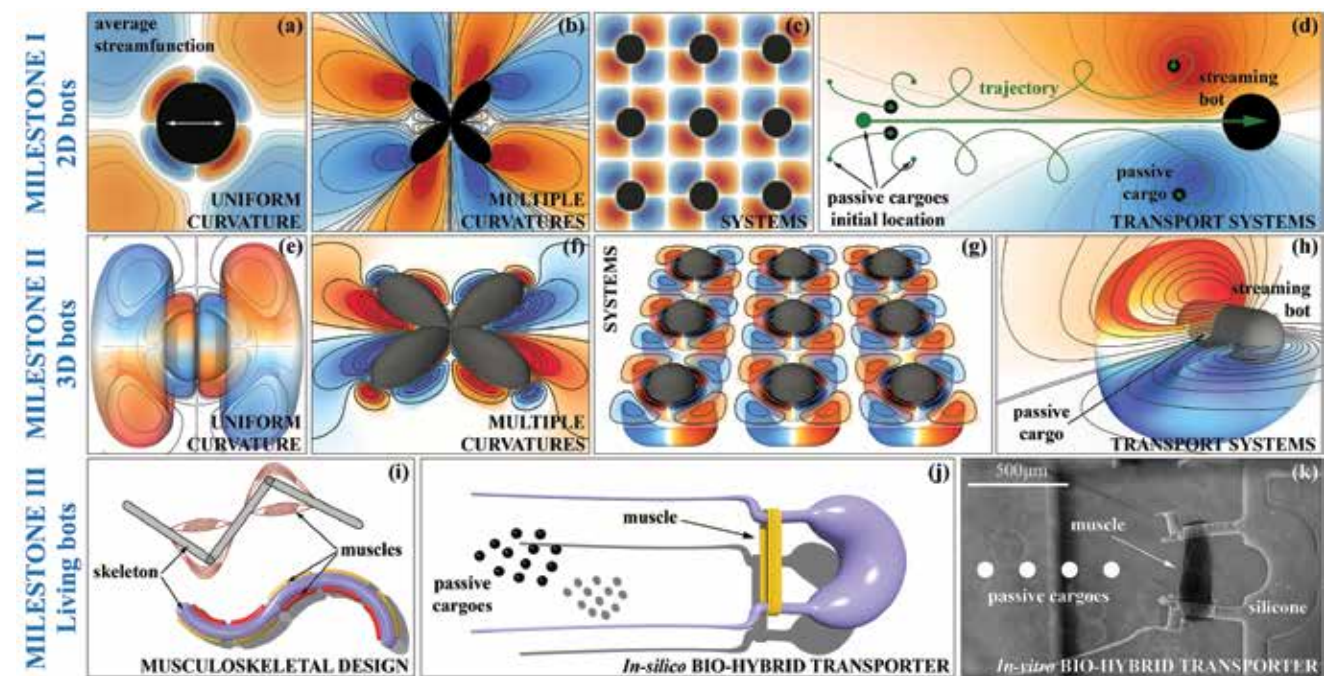 MILESTONE I
2D bots
average
streamfunction
(a)
UNIFORM
CURVATURE
(b)
MULTIPLE
CURVATURES
(c)
SYSTEMS
(d)
trajectory
streaming
bot
passive cargoes
initial location
passive
cargo
TRANSPORT SYSTEMS
MILESTONE II
3D bots
(e)
UNIFORM
CURVATURE
(f)
MULTIPLE
CURVATURES
SYSTEMS
(g)
(h)
streaming
bot
passive
cargo
TRANSPORT SYSTEMS
MILESTONE III
Living bots
(i)
skeleton
muscles
MUSCULOSKELETAL DESIGN
(j)
muscle
passive
cargoes
In-silico BIO-HYBRID TRANSPORTER
500μm
(k)
muscle
passive cargoes
silicone
In-vitro BIO-HYBRID TRANSPORTER